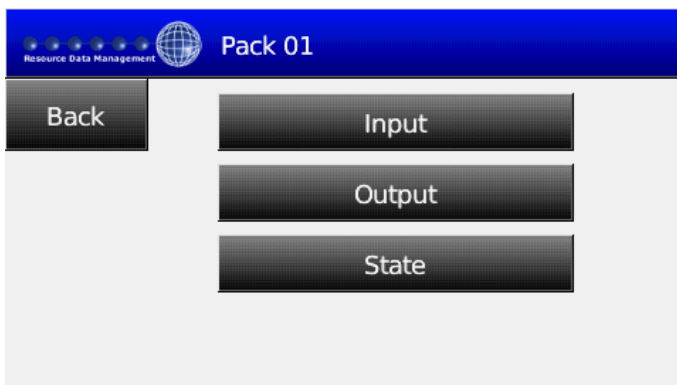 Resource Data Management
Pack 01
Back
Input
Output
State